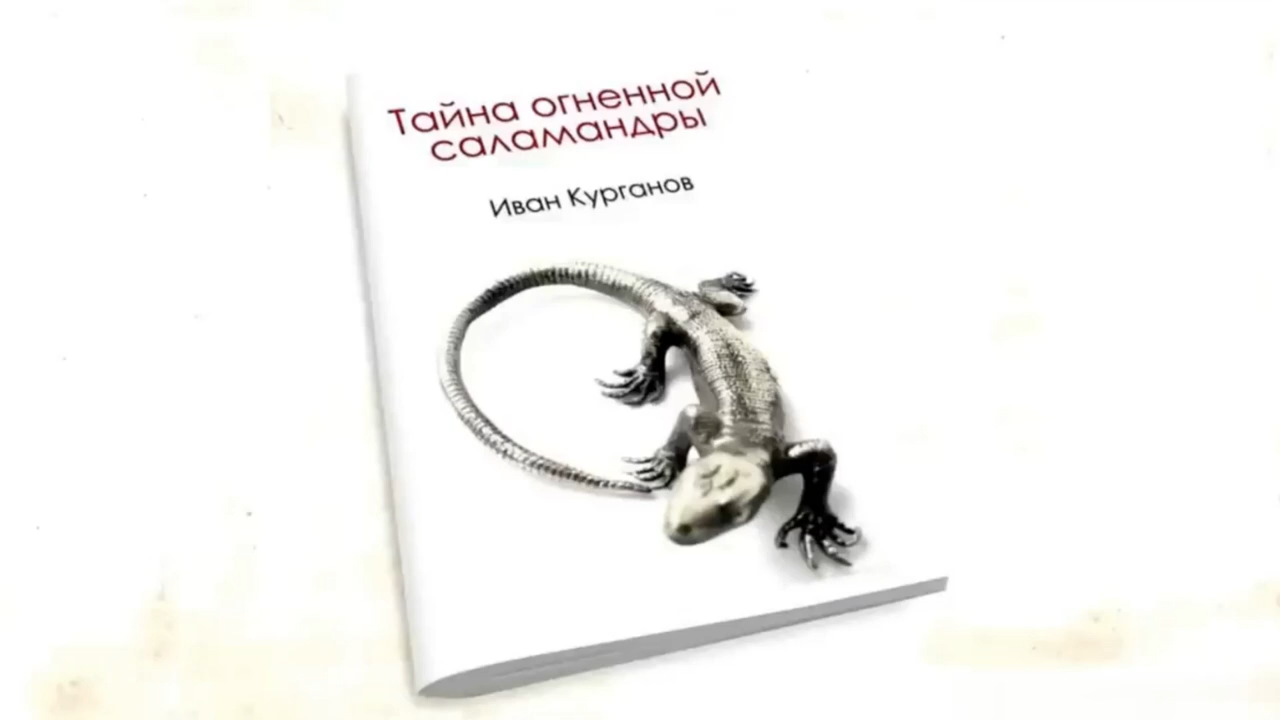 Тайна огненной
саламандры
Иван Курганов